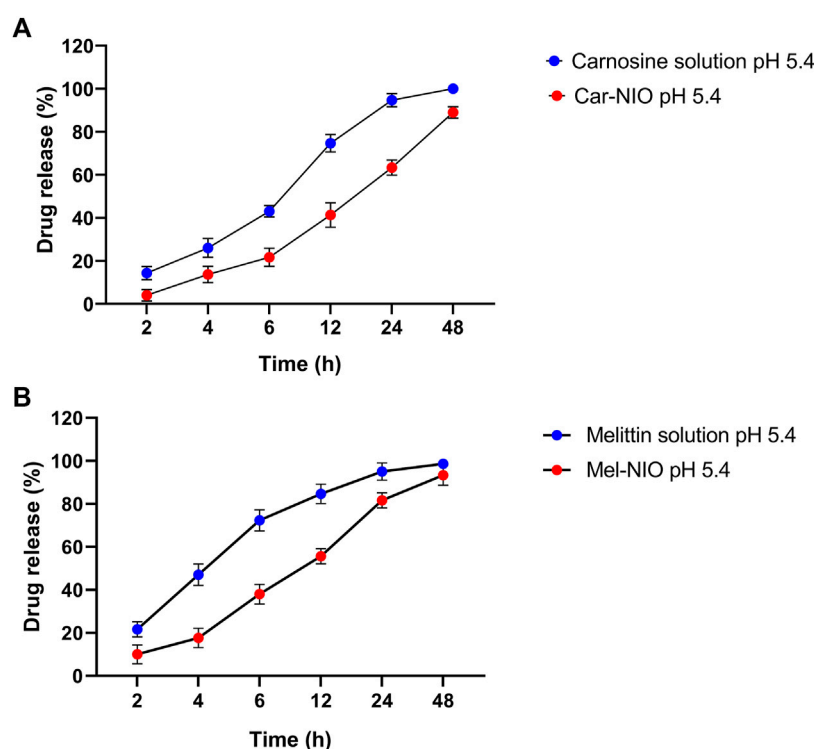 A
120
100
80
60
40
20
0
Drug release (%)
2 4 6 12 24 48
Time (h)
Carnosine solution pH 5.4
Car-NIO pH 5.4
B
120
100
80
60
40
20
0
Drug release (%)
2 4 6 12 24 48
Time (h)
Melittin solution pH 5.4
Mel-NIO pH 5.4